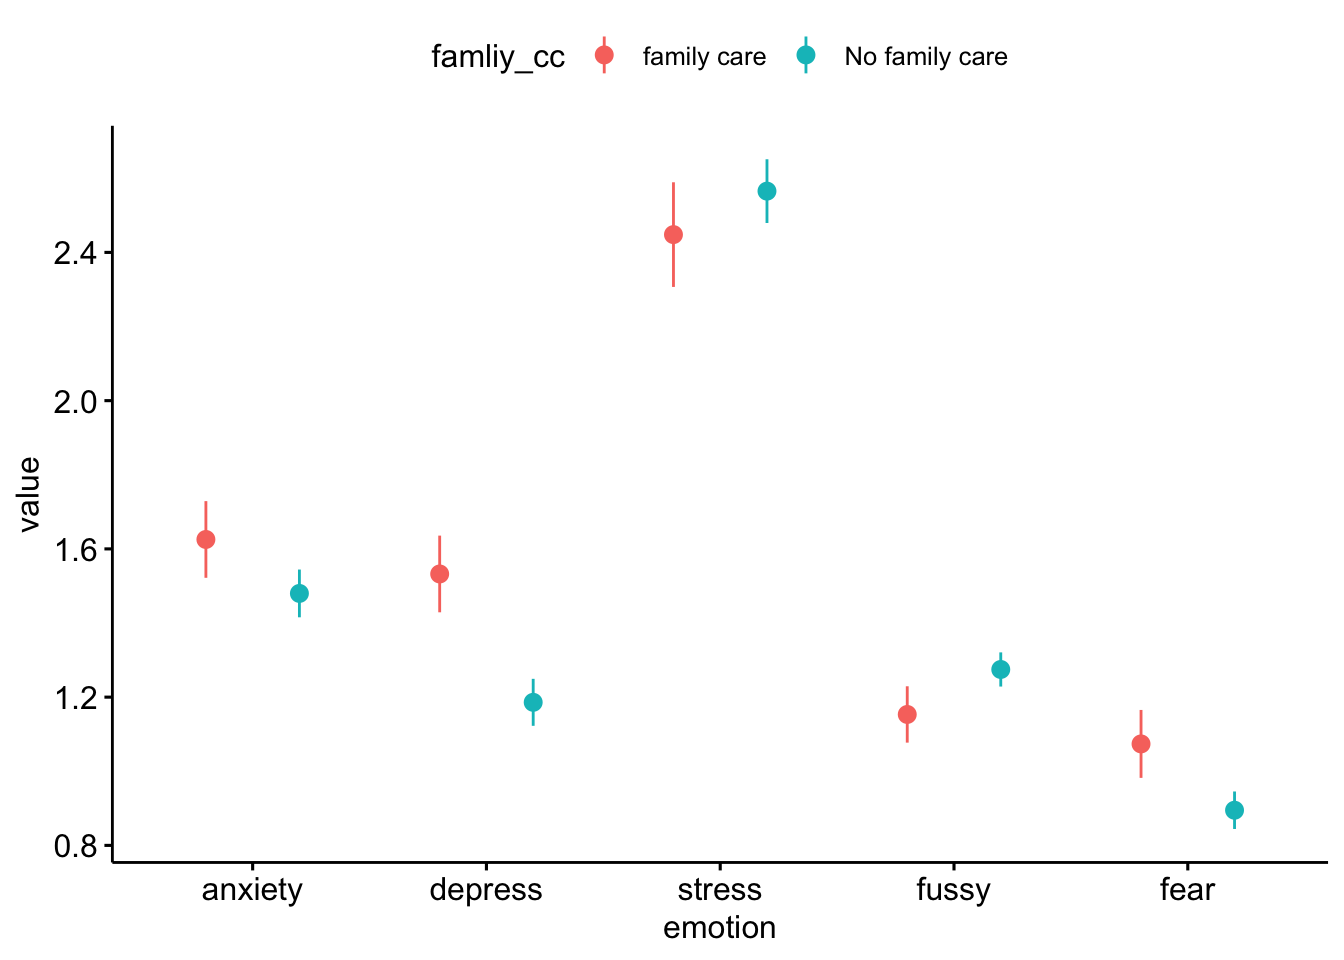 famliy_cc family care No family care
2.4
2.0
1.6
1.2
0.8
value
anxiety depress stress fussy fear
emotion